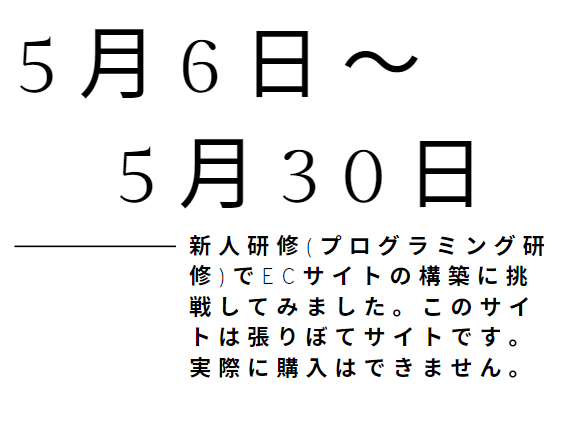 5月6日～
5月30日
新人研修(プログラミング研
修)でECサイトの構築に挑
戦してみました。このサイ
トは張りぼてサイトです。
実際に購入はできません。